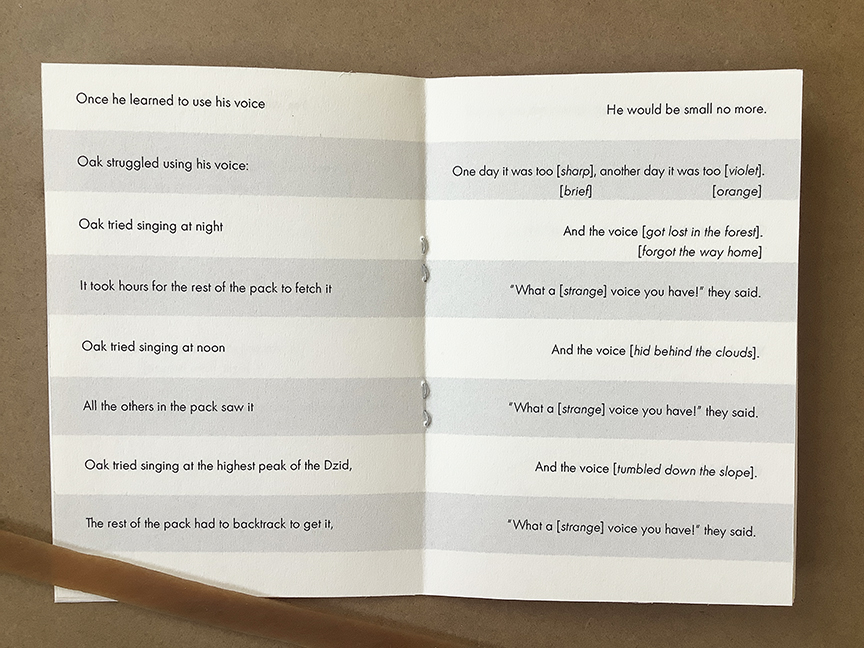 Once he learned to use his voice
He would be small no more.
Oak struggled using his voice:
One day it was too [sharp], another day it was too [violet].
[brief] [orange]
Oak tried singing at night
And the voice [got lost in the forest].
[forgot the way home]
It took hours for the rest of the pack to fetch it
“What a [strange] voice you have!” they said.
Oak tried singing at noon
And the voice [hid behind the clouds].
All the others in the pack saw it
“What a [strange] voice you have!” they said.
Oak tried singing at the highest peak of the Dzid,
And the voice [tumbled down the slope].
The rest of the pack had to backtrack to get it,
“What a [strange] voice you have!” they said.